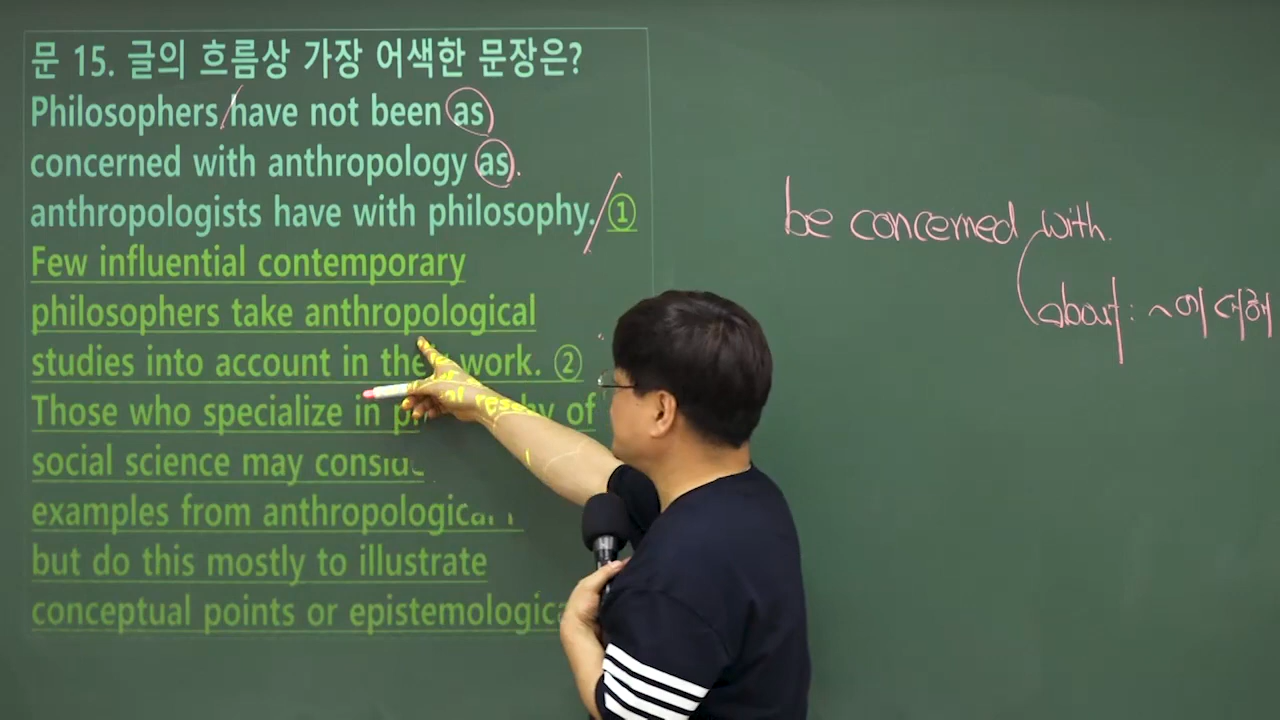 문 15. 글의 흐름상 가장 어색한 문장은?
Philosophers have not been as
concerned with anthropology as
anthropologists have with philosophy. ①
Few influential contemporary
philosophers take anthropological
studies into account in their work. ②
Those who specialize in of
social science may
examples from
but do this mostly to illustrate
conceptual points or
be concerned with.
about : ~에 대해